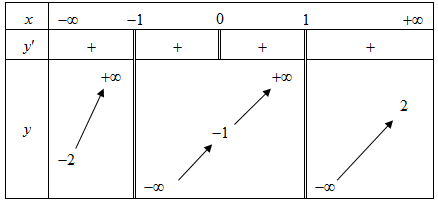 x −∞ −1 0 1 +∞
y′ + + + +
+∞ +∞
2
y −1
−2
−∞ −∞